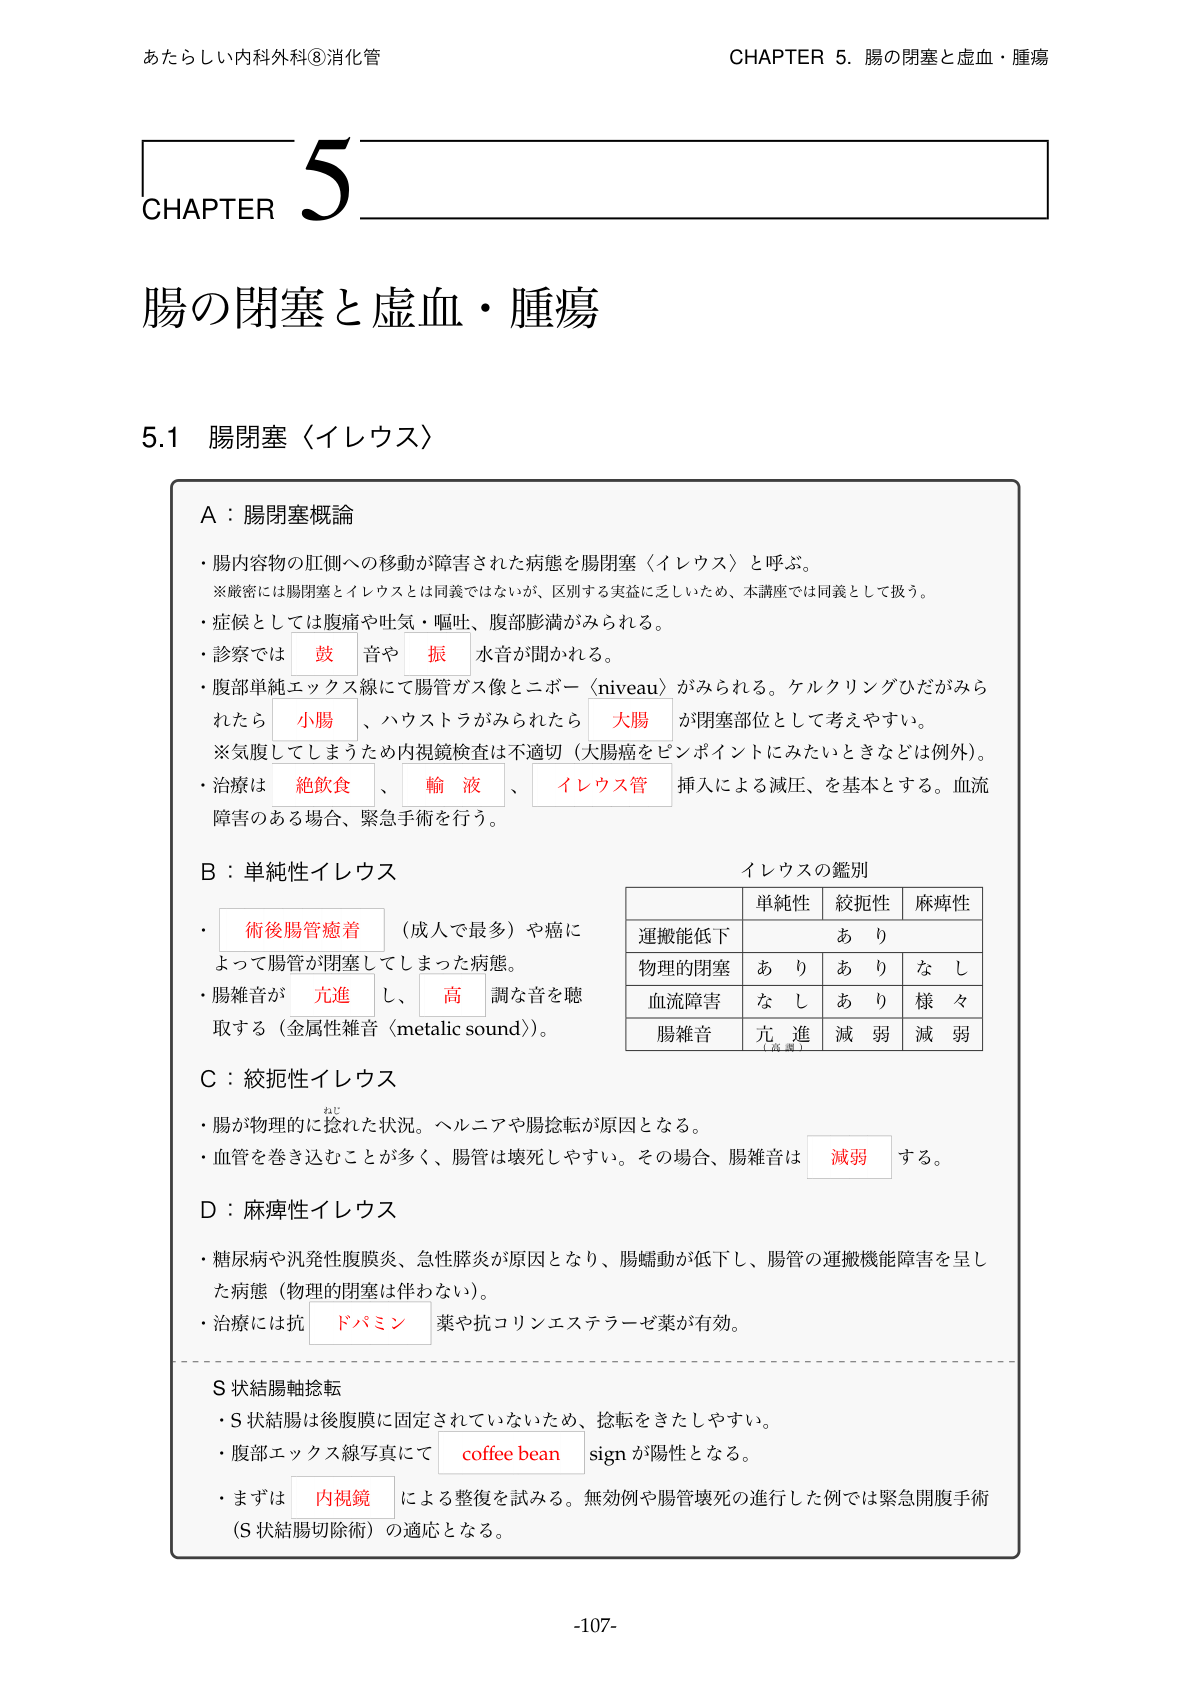 あたらしい内科外科⑧消化管
CHAPTER 5. 腸の閉塞と虚血・腫瘍
CHAPTER 5
腸の閉塞と虚血・腫瘍
5.1 腸閉塞〈イレウス〉
A：腸閉塞概論
・腸内容物の肛側への移動が障害された病態を腸閉塞〈イレウス〉と呼ぶ。
※厳密には腸閉塞とイレウスとは同義ではないが、区別する実益に乏しいため、本講座では同義として扱う。
・症候としては腹痛や吐気・嘔吐、腹部膨満がみられる。
・診察では 鼓 音や 振 水音が聞かれる。
・腹部単純エックス線にて腸管ガス像とニボー〈niveau〉がみられる。ケルクリングひだがみら
れたら 小腸 、ハウストラがみられたら 大腸 が閉塞部位として考えやすい。
※気腹してしまうため内視鏡検査は不適切（大腸癌をピンポイントにみたいときなどは例外）。
・治療は 絶飲食 、 輸 液 、 イレウス管 挿入による減圧、を基本とする。血流
障害のある場合、緊急手術を行う。
B：単純性イレウス
・ 術後腸管癒着 （成人で最多）や癌に
よって腸管が閉塞してしまった病態。
・腸雑音が 亢進 し、 高 調な音を聴
取する（金属性雑音〈metalic sound〉）。
イレウスの鑑別
単純性 絞扼性 麻痺性
運搬能低下 あ り
物理的閉塞 あ り あ り な し
血流障害 な し あ り 様 々
腸雑音 亢 進 減 弱 減 弱
（高 調）
C：絞扼性イレウス
ねじ
・腸が物理的に捻れた状況。ヘルニアや腸捻転が原因となる。
・血管を巻き込むことが多く、腸管は壊死しやすい。その場合、腸雑音は 減弱 する。
D：麻痺性イレウス
・糖尿病や汎発性腹膜炎、急性膵炎が原因となり、腸蠕動が低下し、腸管の運搬機能障害を呈し
た病態（物理的閉塞は伴わない）。
・治療には抗 ドパミン 薬や抗コリンエステラーゼ薬が有効。
S 状結腸軸捻転
・S 状結腸は後腹膜に固定されていないため、捻転をきたしやすい。
・腹部エックス線写真にて coffee bean sign が陽性となる。
・まずは 内視鏡 による整復を試みる。無効例や腸管壊死の進行した例では緊急開腹手術
（S 状結腸切除術）の適応となる。
-107-